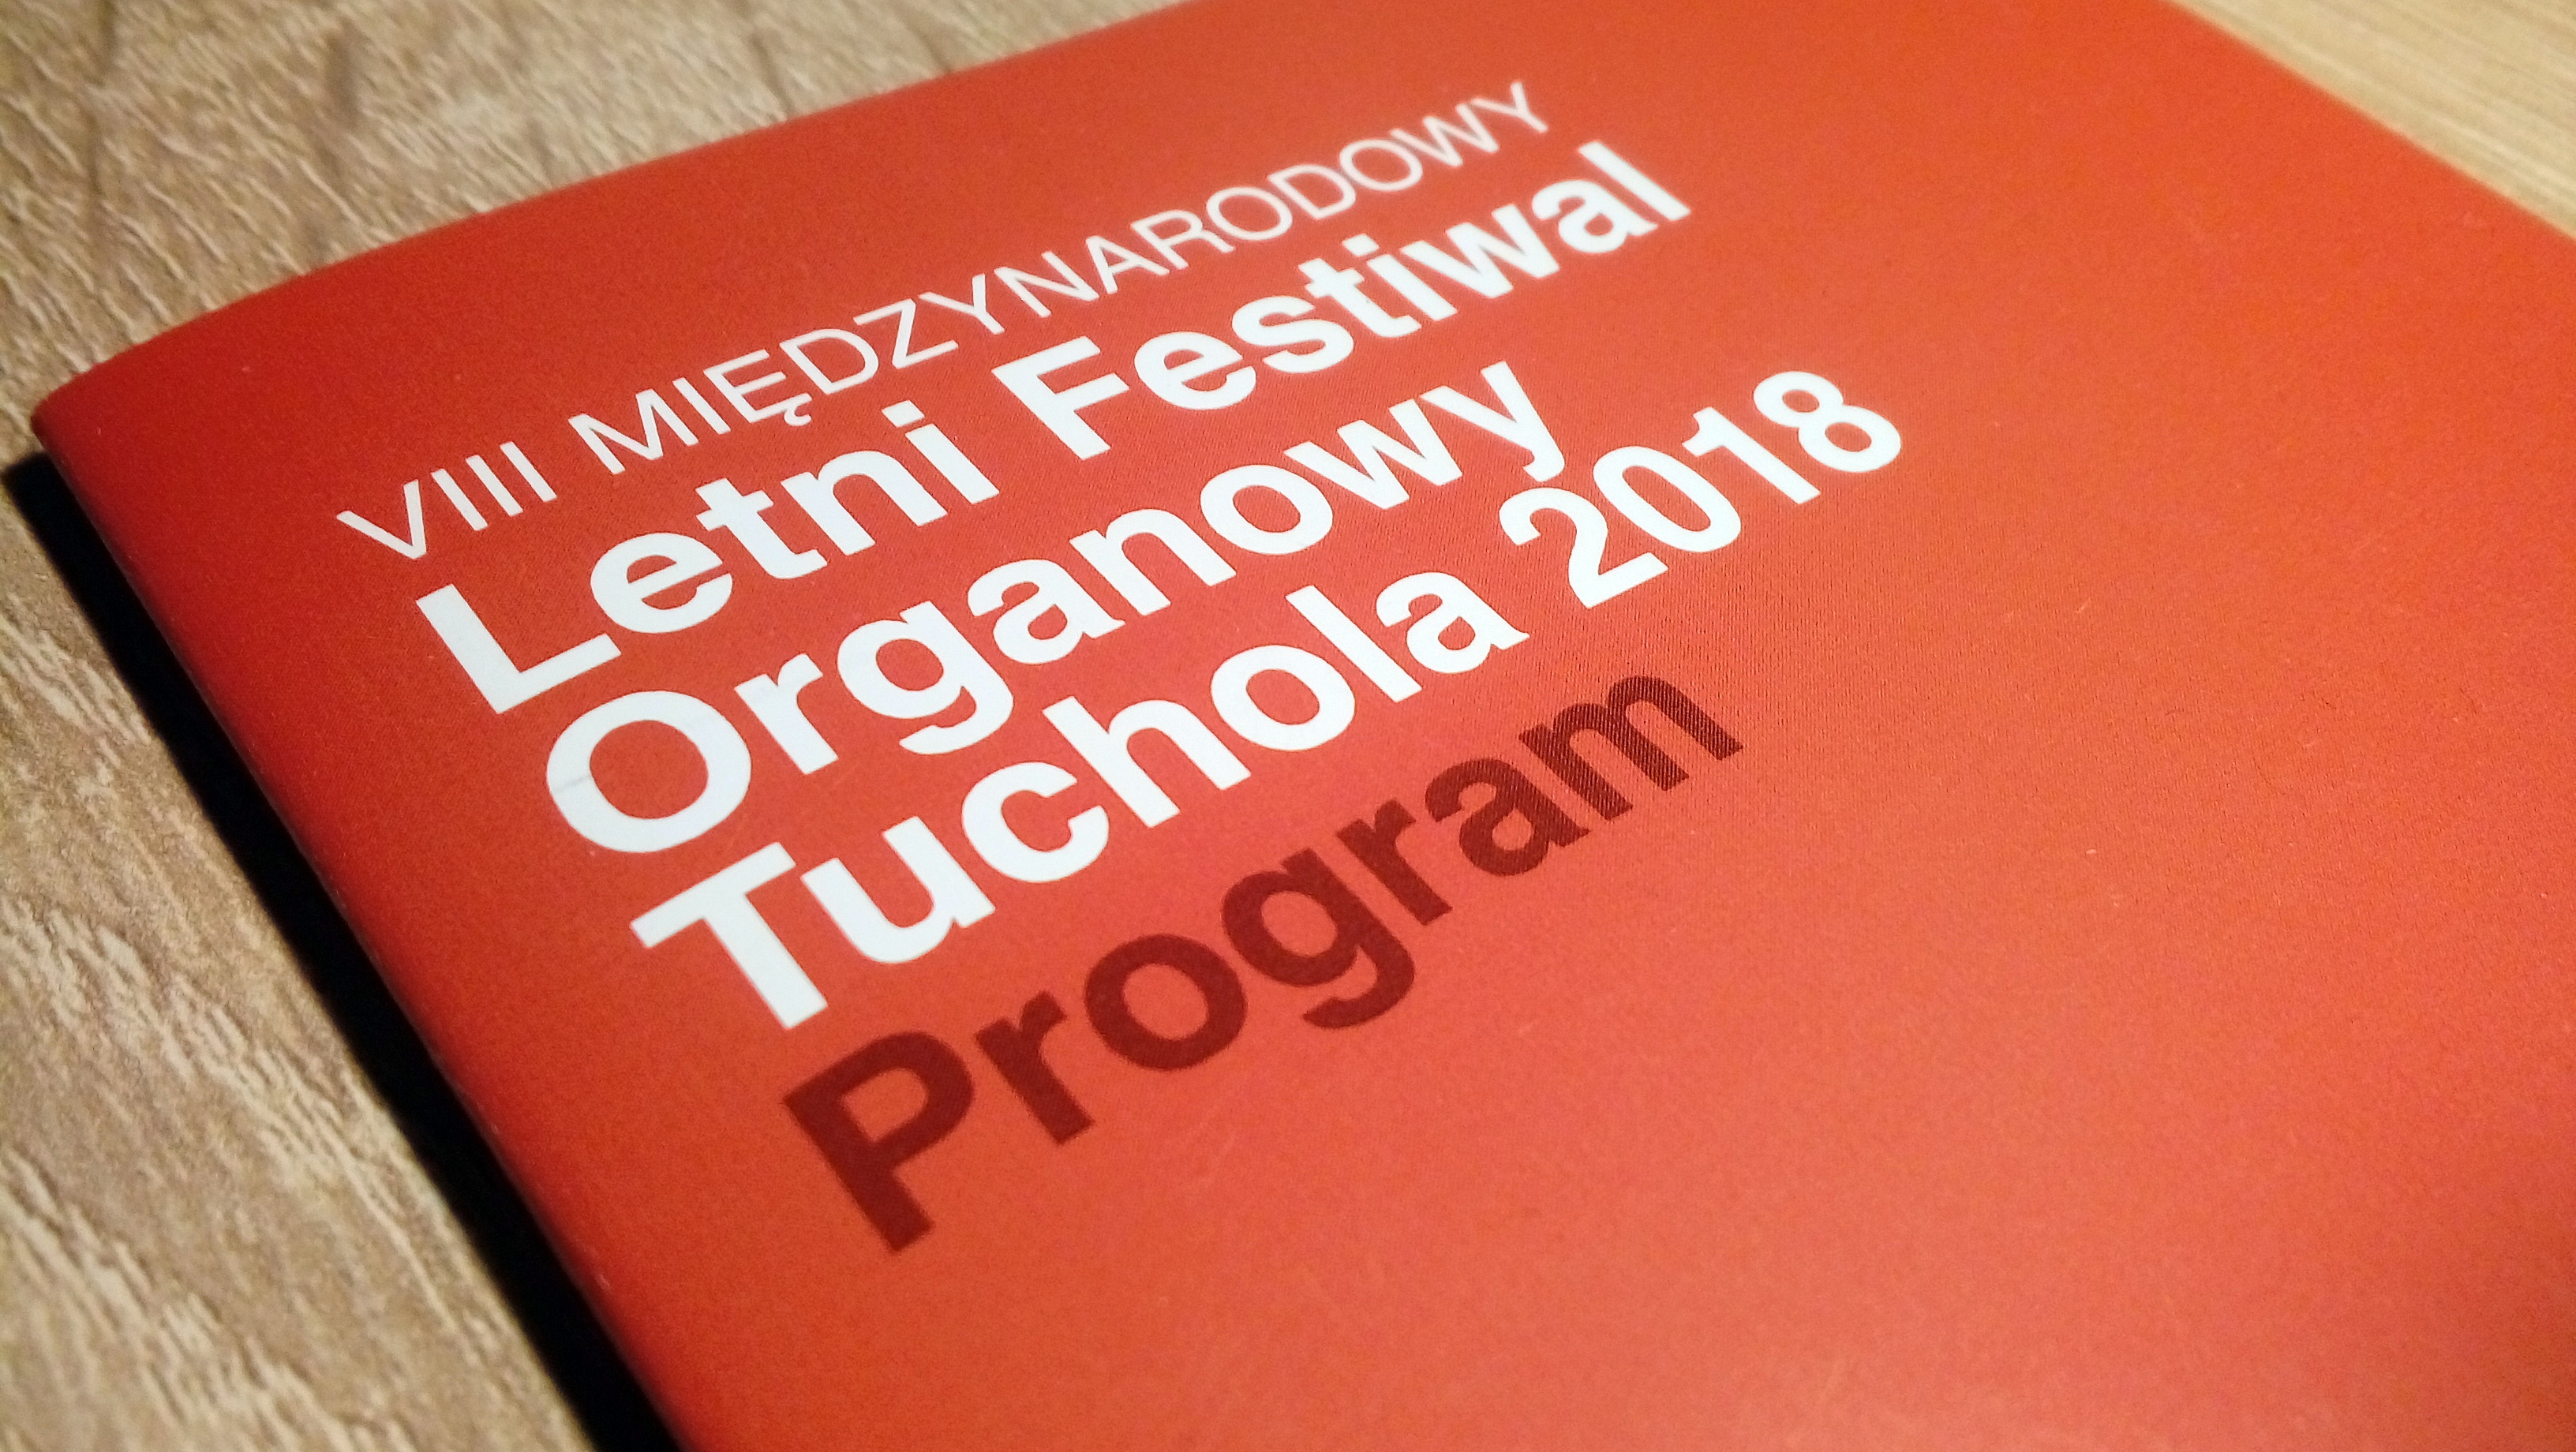 VIII MIĘDZYNARODOWY
Letni Festiwal
Organowy
Tuchola 2018
Program